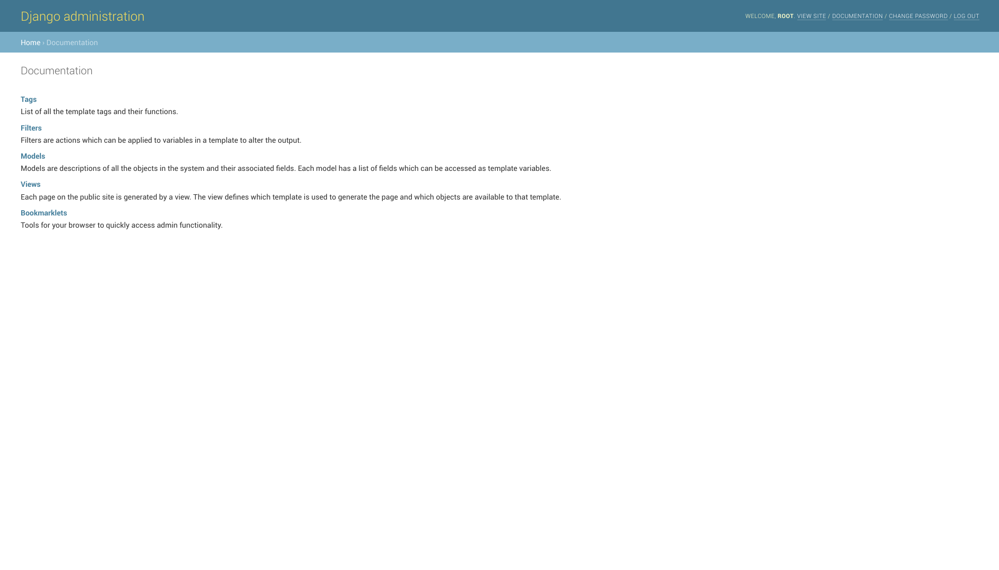 Django administration
WELCOME, ROOT. VIEW SITE / DOCUMENTATION / CHANGE PASSWORD / LOG OUT
Home › Documentation
Documentation
Tags
List of all the template tags and their functions.
Filters
Filters are actions which can be applied to variables in a template to alter the output.
Models
Models are descriptions of all the objects in the system and their associated fields. Each model has a list of fields which can be accessed as template variables.
Views
Each page on the public site is generated by a view. The view defines which template is used to generate the page and which objects are available to that template.
Bookmarklets
Tools for your browser to quickly access admin functionality.